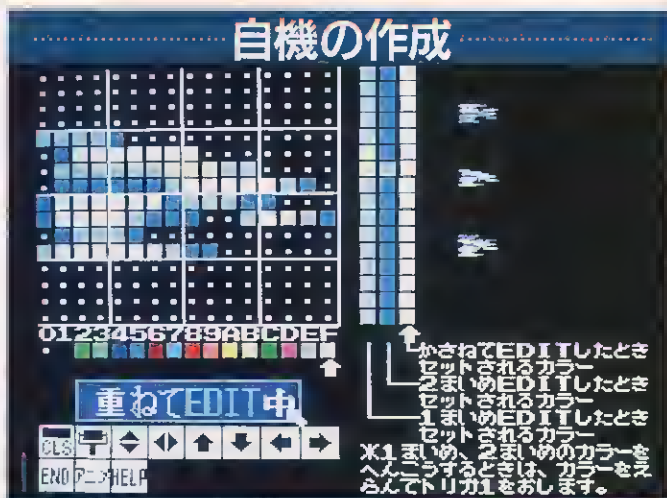 自機の作成
0123456789ABCDEF
重ねてEDIT中
かさねてEDITしたとき
セットされるカラー
2まいめEDITしたとき
セットされるカラー
1まいめEDITしたとき
セットされるカラー
※1まいめ、2まいめのカラーを
へんこうするときは、カラーをえ
らんでトリガ1をおします。
CLS
END アニメ HELP